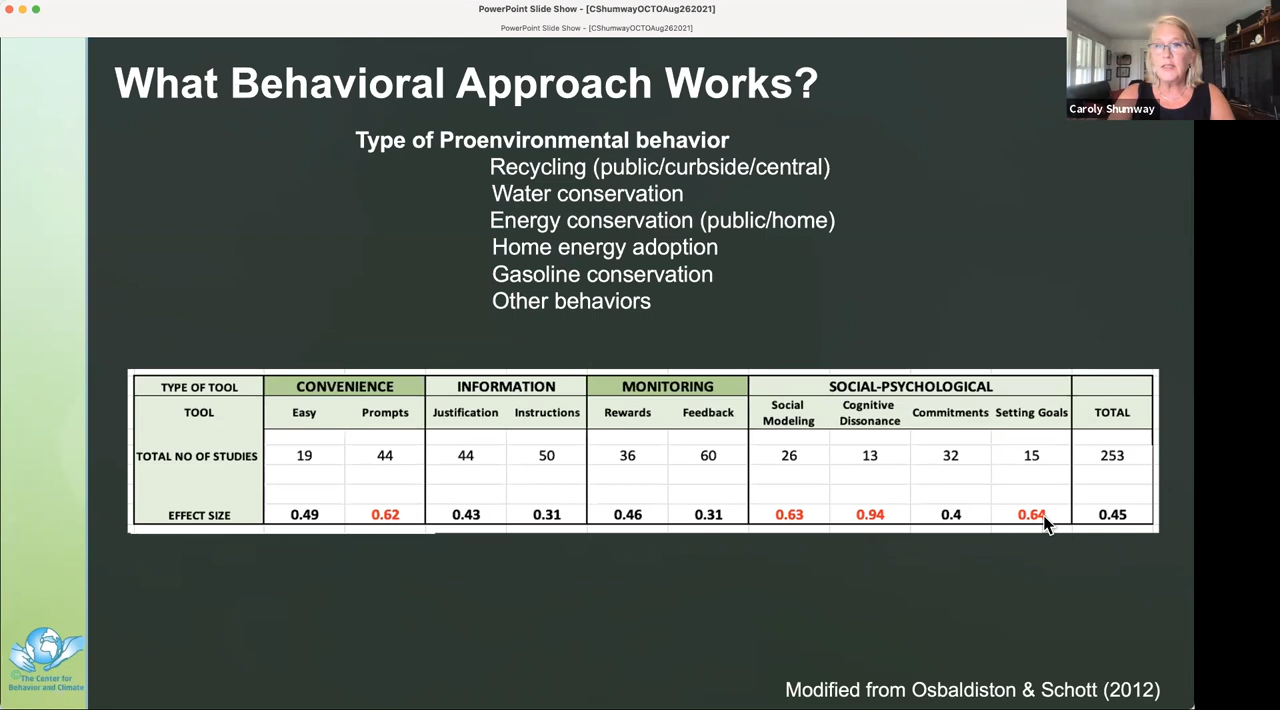 PowerPoint Slide Show - [CShumwayOCTOAug262021]
PowerPoint Slide Show - [CShumwayOCTOAug262021]
Caroly Shumway
What Behavioral Approach Works?
Type of Proenvironmental behavior
Recycling (public/curbside/central)
Water conservation
Energy conservation (public/home)
Home energy adoption
Gasoline conservation
Other behaviors
TYPE OF TOOL CONVENIENCE INFORMATION MONITORING SOCIAL-PSYCHOLOGICAL
TOOL Easy Prompts Justification Instructions Rewards Feedback Social Modeling Cognitive Dissonance Commitments Setting Goals TOTAL
TOTAL NO OF STUDIES 19 44 44 50 36 60 26 13 32 15 253
EFFECT SIZE 0.49 0.62 0.43 0.31 0.46 0.31 0.63 0.94 0.4 0.64 0.45
©The Center for
Behavior and Climate
Modified from Osbaldiston & Schott (2012)